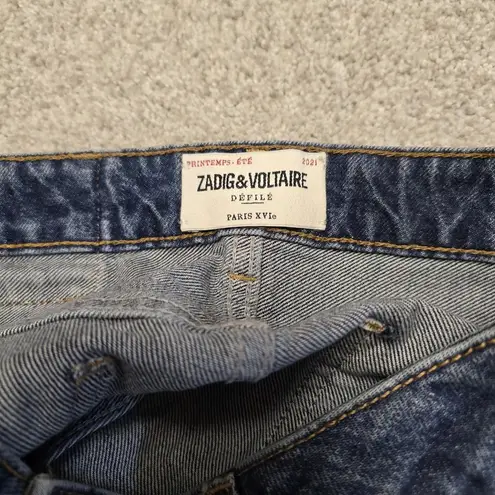 PRINTEMPS-ÉTÉ 2021
ZADIG&VOLTAIRE
DÉFILÉ
PARIS XVIe